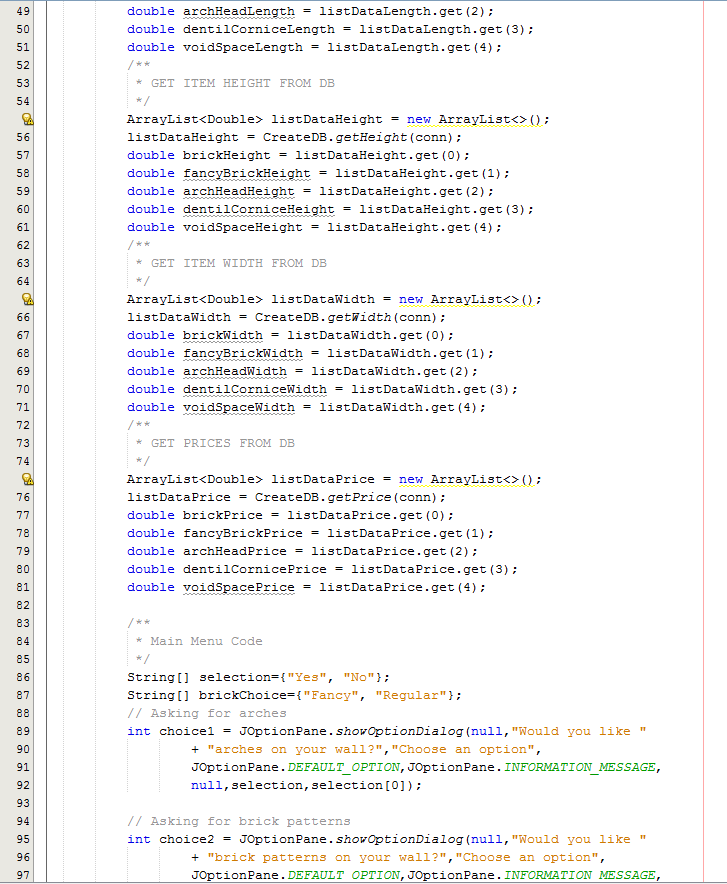 49 double archHeadLength = listDataLength.get(2);
50 double dentilCorniceLength = listDataLength.get(3);
51 double voidSpaceLength = listDataLength.get(4);
52 /**
53 * GET ITEM HEIGHT FROM DB
54 */
ArrayList<Double> listDataHeight = new ArrayList<>();
56 listDataHeight = CreateDB.getHeight(conn);
57 double brickHeight = listDataHeight.get(0);
58 double fancyBrickHeight = listDataHeight.get(1);
59 double archHeadHeight = listDataHeight.get(2);
60 double dentilCorniceHeight = listDataHeight.get(3);
61 double voidSpaceHeight = listDataHeight.get(4);
62 /**
63 * GET ITEM WIDTH FROM DB
64 */
ArrayList<Double> listDataWidth = new ArrayList<>();
66 listDataWidth = CreateDB.getWidth(conn);
67 double brickWidth = listDataWidth.get(0);
68 double fancyBrickWidth = listDataWidth.get(1);
69 double archHeadWidth = listDataWidth.get(2);
70 double dentilCorniceWidth = listDataWidth.get(3);
71 double voidSpaceWidth = listDataWidth.get(4);
72 /**
73 * GET PRICES FROM DB
74 */
ArrayList<Double> listDataPrice = new ArrayList<>();
76 listDataPrice = CreateDB.getPrice(conn);
77 double brickPrice = listDataPrice.get(0);
78 double fancyBrickPrice = listDataPrice.get(1);
79 double archHeadPrice = listDataPrice.get(2);
80 double dentilCornicePrice = listDataPrice.get(3);
81 double voidSpacePrice = listDataPrice.get(4);
82
83 /**
84 * Main Menu Code
85 */
86 String[] selection={"Yes", "No"};
87 String[] brickChoice={"Fancy", "Regular"};
88 // Asking for arches
89 int choice1 = JOptionPane.showOptionDialog(null,"Would you like "
90 + "arches on your wall?","Choose an option",
91 JOptionPane.DEFAULT_OPTION,JOptionPane.INFORMATION_MESSAGE,
92 null,selection,selection[0]);
93
94 // Asking for brick patterns
95 int choice2 = JOptionPane.showOptionDialog(null,"Would you like "
96 + "brick patterns on your wall?","Choose an option",
97 JOptionPane.DEFAULT_OPTION,JOptionPane.INFORMATION_MESSAGE,